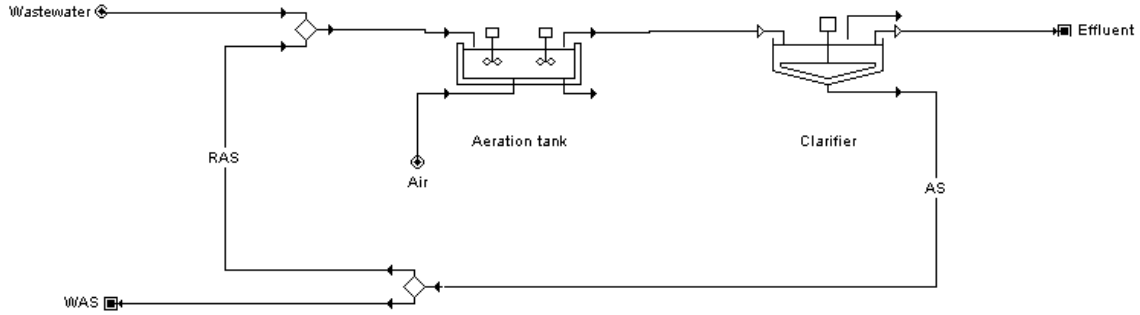 Wastewater
Effluent
Aeration tank
Clarifier
RAS
Air
AS
WAS